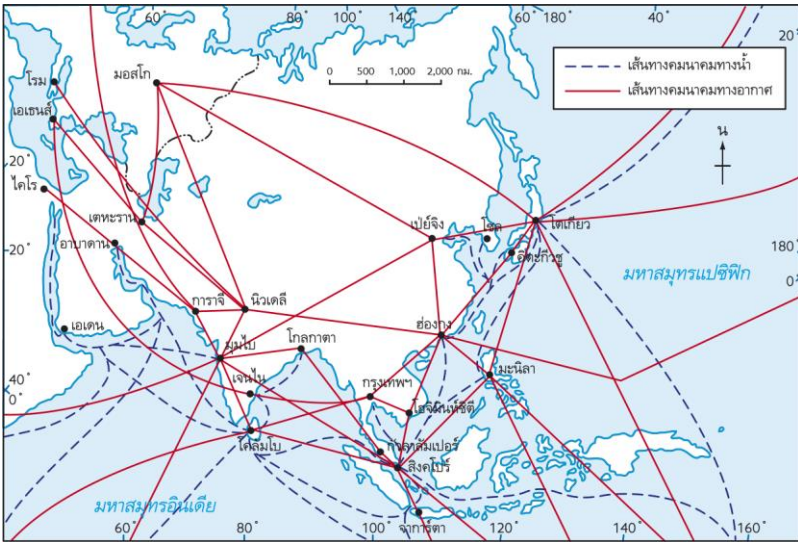 60° 80° 100° 140° 60° 180° 40°
20°
มอสโก
0 500 1,000 2,000 กม.
เส้นทางคมนาคมทางน้ำ
เส้นทางคมนาคมทางอากาศ
โรม
เอเธนส์
น
20°
ไคโร
เตหะราน
เป่ย์จิง
โซล
โตเกียว
อาบาดาน
20°
คิตะกีวชู
180°
มหาสมุทรแปซิฟิก
0°
การาจี
นิวเดลี
เอเดน
ฮ่องกง
มุมไบ
โกลกาตา
มะนิลา
40°
0°
เจนไน
กรุงเทพฯ
โฮจิมินห์ซิตี
โคลัมโบ
กัวลาลัมเปอร์
สิงคโปร์
มหาสมุทรอินเดีย
จาการ์ตา
60° 80° 100° 120° 140° 160°